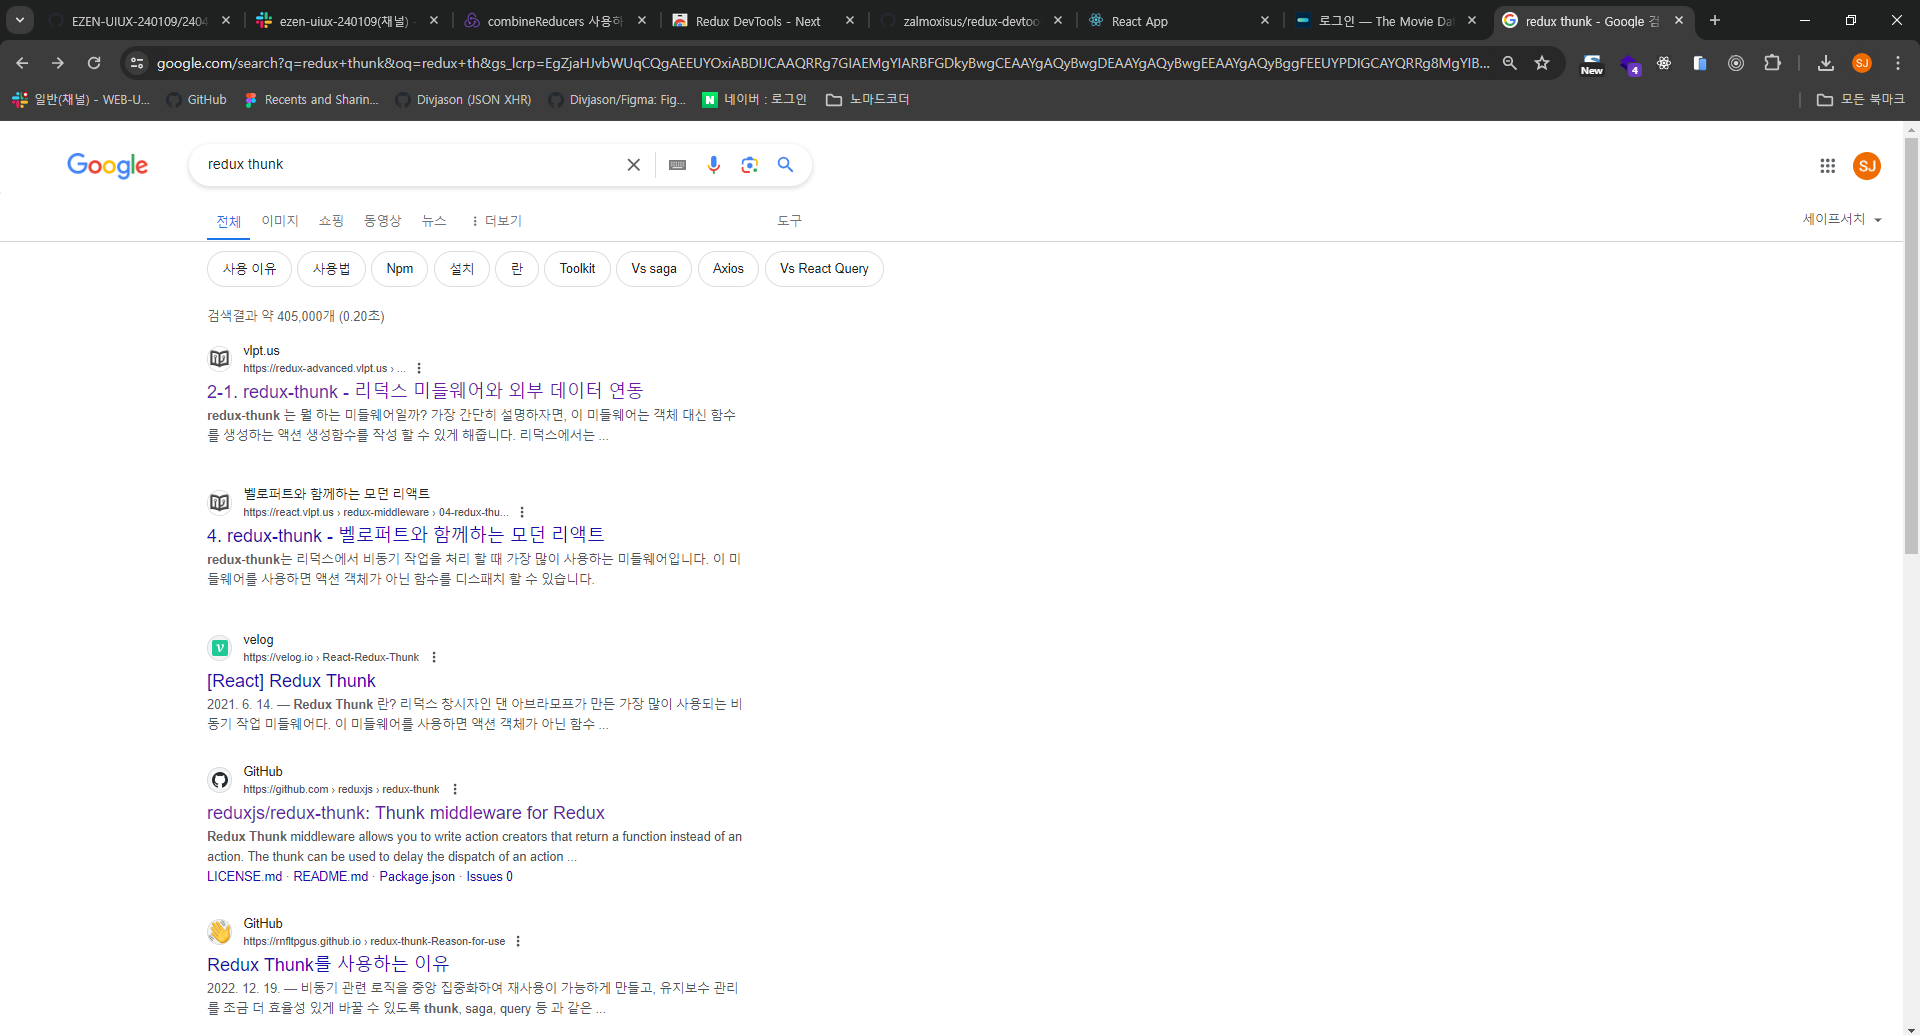 EZEN-UIUX-240109/2404
ezen-uiux-240109(채널) -
combineReducers 사용하
Redux DevTools - Next
zalmoxisus/redux-devtoo
React App
로그인 — The Movie Dat
redux thunk - Google 검
google.com/search?q=redux+thunk&oq=redux+th&gs_lcrp=EgZjaHJvbWUqCQgAEEUYOxiABDIJCAAQRRg7GIAEMgYIARBFGDkyBwgCEAAYgAQyBwgDEAAYgAQyBwgEEAAYgAQyBggFEEUYPDIGCAYQRRg8MgYIB...
New
4
SJ
일반(채널) - WEB-U...
GitHub
Recents and Sharin...
Divjason (JSON XHR)
Divjason/Figma: Fig...
N 네이버 : 로그인
노마드코더
모든 북마크
Google
redux thunk
SJ
전체 이미지 쇼핑 동영상 뉴스 더보기
도구
세이프서치
사용 이유
사용법
Npm
설치
란
Toolkit
Vs saga
Axios
Vs React Query
검색결과 약 405,000개 (0.20초)
vlpt.us
https://redux-advanced.vlpt.us › ...
2-1. redux-thunk - 리덕스 미들웨어와 외부 데이터 연동
redux-thunk 는 뭘 하는 미들웨어일까? 가장 간단히 설명하자면, 이 미들웨어는 객체 대신 함수
를 생성하는 액션 생성함수를 작성 할 수 있게 해줍니다. 리덕스에서는 ...
벨로퍼트와 함께하는 모던 리액트
https://react.vlpt.us › redux-middleware › 04-redux-thu...
4. redux-thunk - 벨로퍼트와 함께하는 모던 리액트
redux-thunk는 리덕스에서 비동기 작업을 처리 할 때 가장 많이 사용하는 미들웨어입니다. 이 미
들웨어를 사용하면 액션 객체가 아닌 함수를 디스패치 할 수 있습니다.
velog
https://velog.io › React-Redux-Thunk
[React] Redux Thunk
2021. 6. 14. — Redux Thunk 란? 리덕스 창시자인 댄 아브라모프가 만든 가장 많이 사용되는 비
동기 작업 미들웨어다. 이 미들웨어를 사용하면 액션 객체가 아닌 함수 ...
GitHub
https://github.com › reduxjs › redux-thunk
reduxjs/redux-thunk: Thunk middleware for Redux
Redux Thunk middleware allows you to write action creators that return a function instead of an
action. The thunk can be used to delay the dispatch of an action ...
LICENSE.md · README.md · Package.json · Issues 0
GitHub
https://rnfltpgus.github.io › redux-thunk-Reason-for-use
Redux Thunk를 사용하는 이유
2022. 12. 19. — 비동기 관련 로직을 중앙 집중화하여 재사용이 가능하게 만들고, 유지보수 관리
를 조금 더 효율성 있게 바꿀 수 있도록 thunk, saga, query 등 과 같은 ...